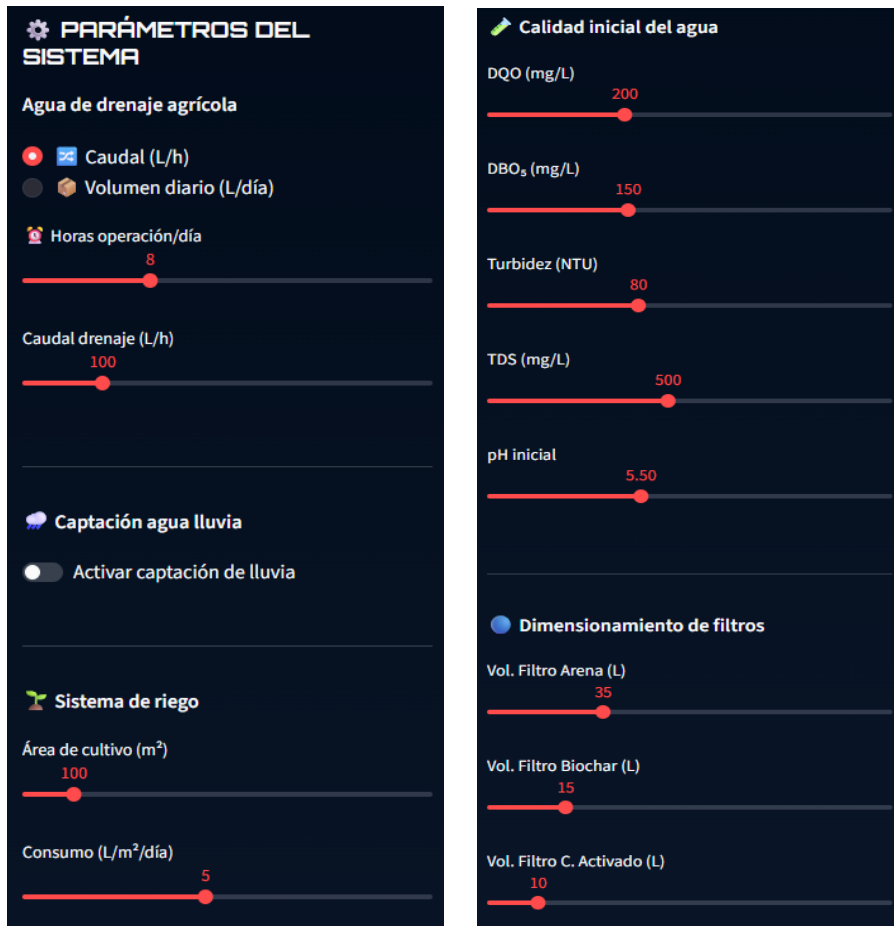 PARÁMETROS DEL
SISTEMA
Agua de drenaje agrícola
Caudal (L/h)
Volumen diario (L/día)
Horas operación/día
8
Caudal drenaje (L/h)
100
Captación agua lluvia
Activar captación de lluvia
Sistema de riego
Área de cultivo (m²)
100
Consumo (L/m²/día)
5
Calidad inicial del agua
DQO (mg/L)
200
DBO₅ (mg/L)
150
Turbidez (NTU)
80
TDS (mg/L)
500
pH inicial
5.50
Dimensionamiento de filtros
Vol. Filtro Arena (L)
35
Vol. Filtro Biochar (L)
15
Vol. Filtro C. Activado (L)
10